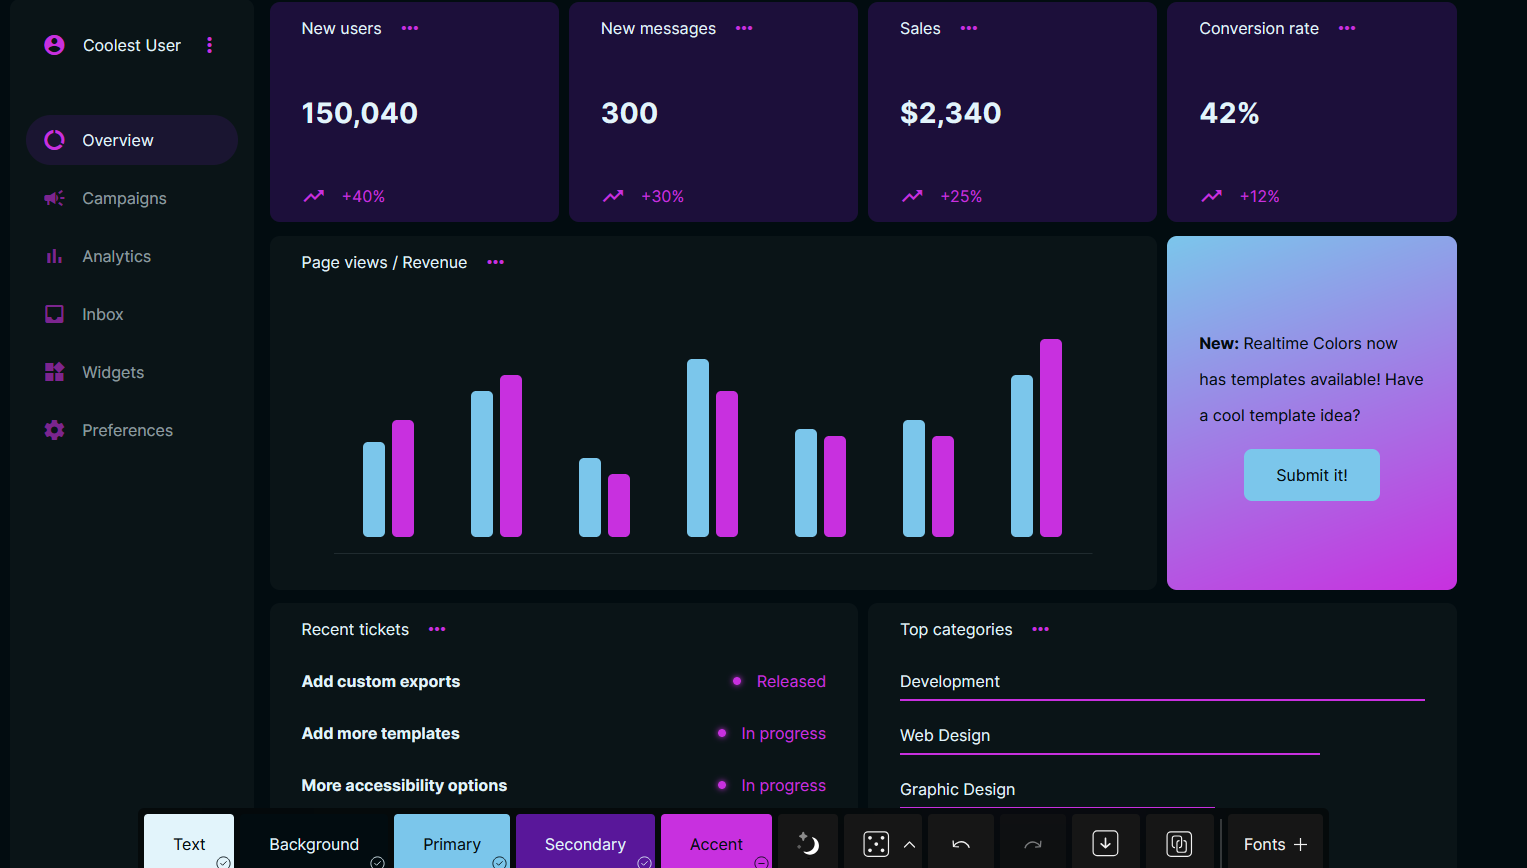 Coolest User
Overview
Campaigns
Analytics
Inbox
Widgets
Preferences
New users
150,040
+40%
New messages
300
+30%
Sales
$2,340
+25%
Conversion rate
42%
+12%
Page views / Revenue
New: Realtime Colors now
has templates available! Have
a cool template idea?
Submit it!
Recent tickets
Add custom exports Released
Add more templates In progress
More accessibility options In progress
Top categories
Development
Web Design
Graphic Design
Text Background Primary Secondary Accent Fonts